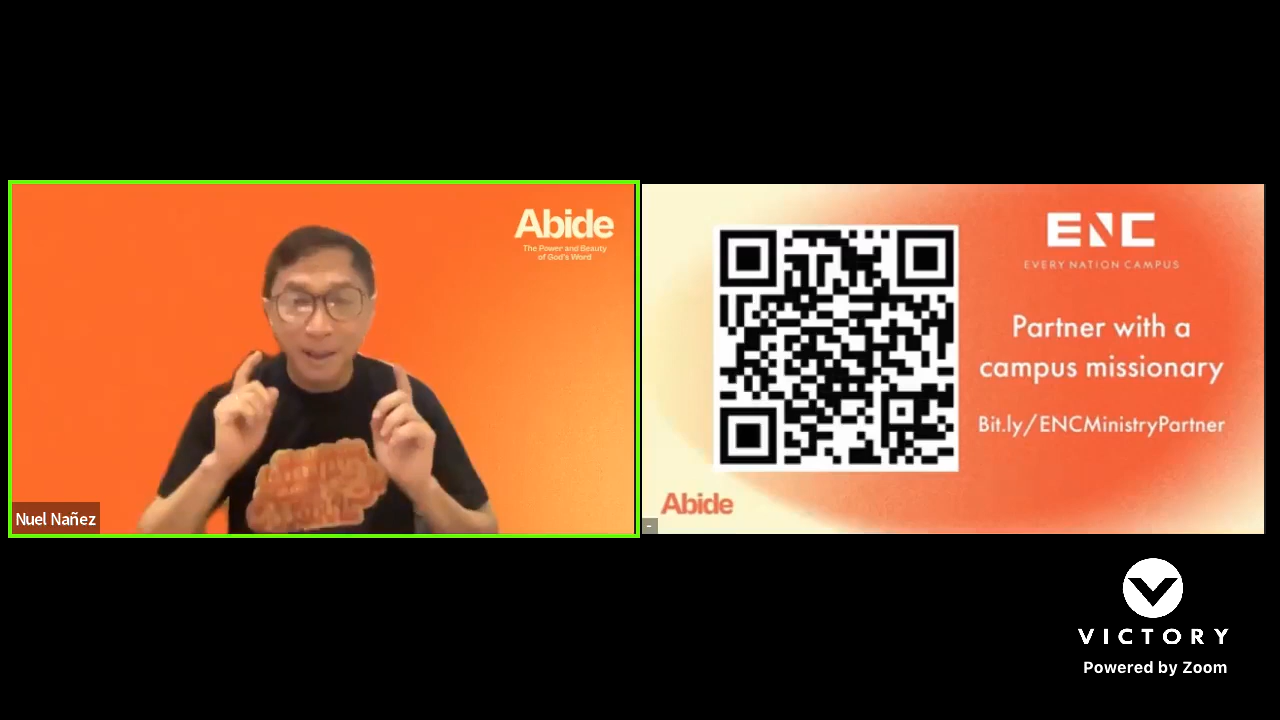 Abide
The Power and Beauty
of God's Word
Nuel Nañez
ENC
EVERY NATION CAMPUS
Partner with a
campus missionary
Bit.ly/ENCMinistryPartner
Abide
-
VICTORY
Powered by Zoom